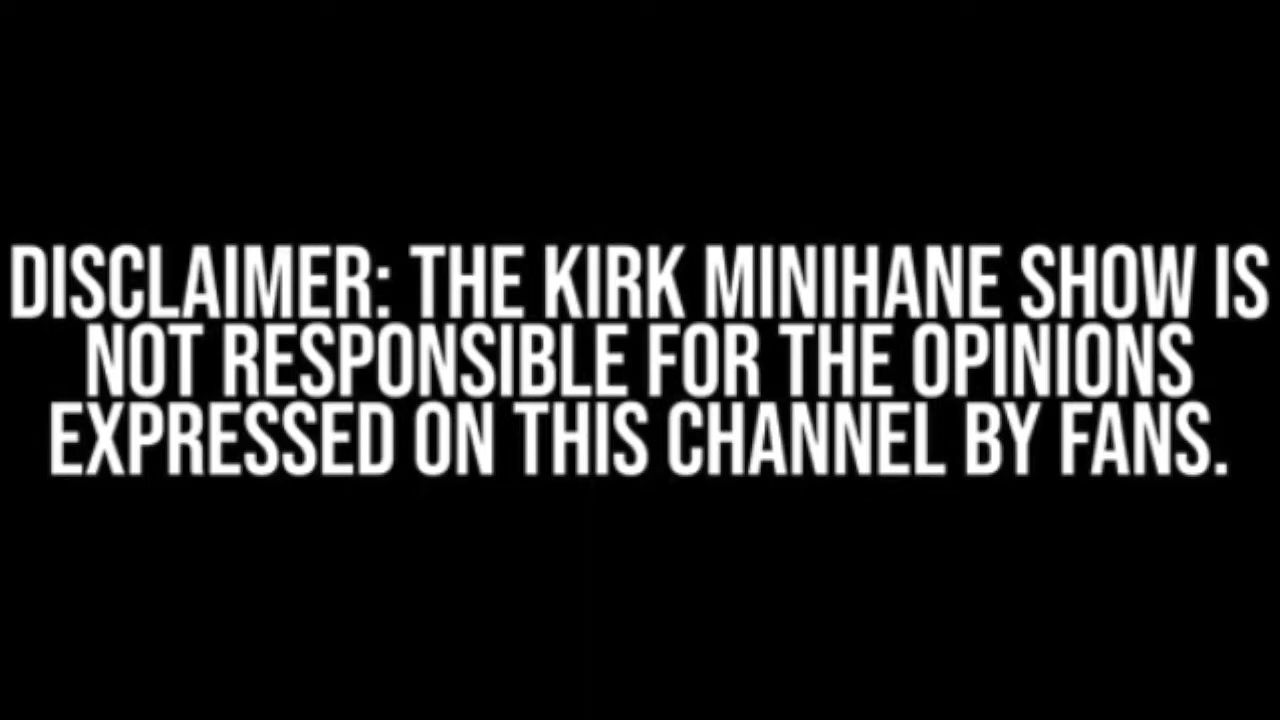 DISCLAIMER: THE KIRK MINIHANE SHOW IS
NOT RESPONSIBLE FOR THE OPINIONS
EXPRESSED ON THIS CHANNEL BY FANS.